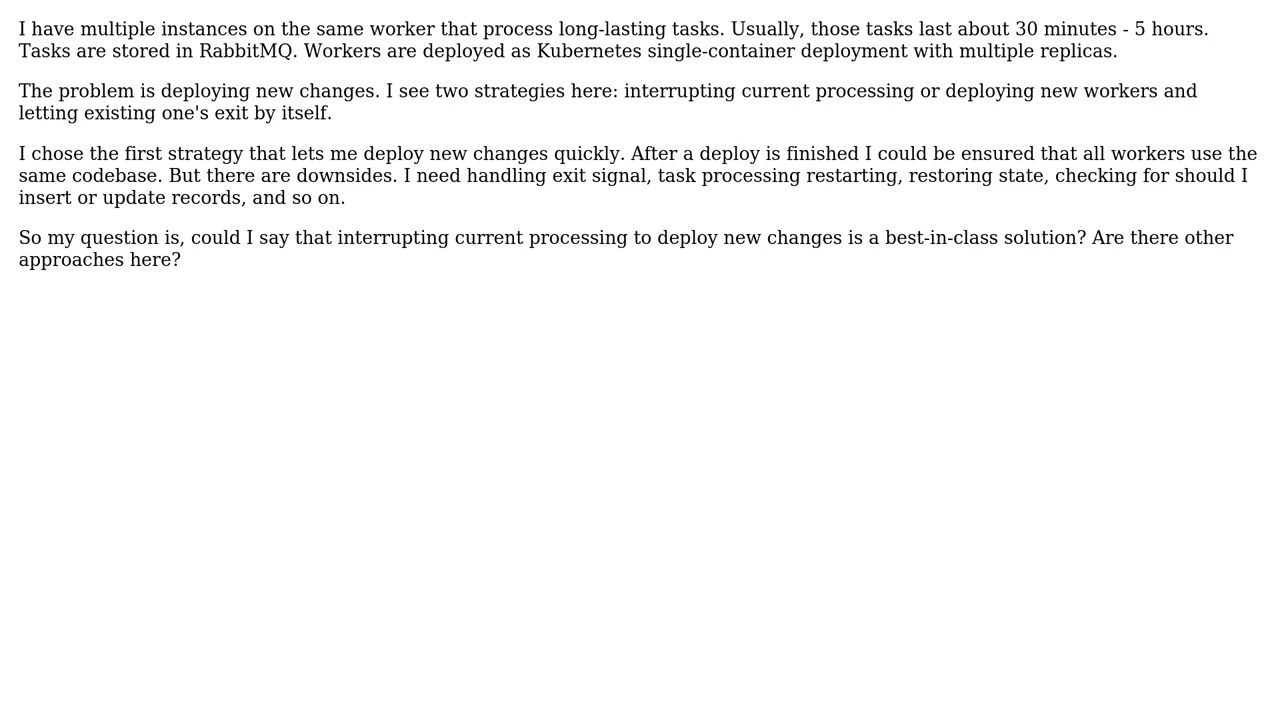 I have multiple instances on the same worker that process long-lasting tasks. Usually, those tasks last about 30 minutes - 5 hours.
Tasks are stored in RabbitMQ. Workers are deployed as Kubernetes single-container deployment with multiple replicas.
The problem is deploying new changes. I see two strategies here: interrupting current processing or deploying new workers and
letting existing one's exit by itself.
I chose the first strategy that lets me deploy new changes quickly. After a deploy is finished I could be ensured that all workers use the
same codebase. But there are downsides. I need handling exit signal, task processing restarting, restoring state, checking for should I
insert or update records, and so on.
So my question is, could I say that interrupting current processing to deploy new changes is a best-in-class solution? Are there other
approaches here?